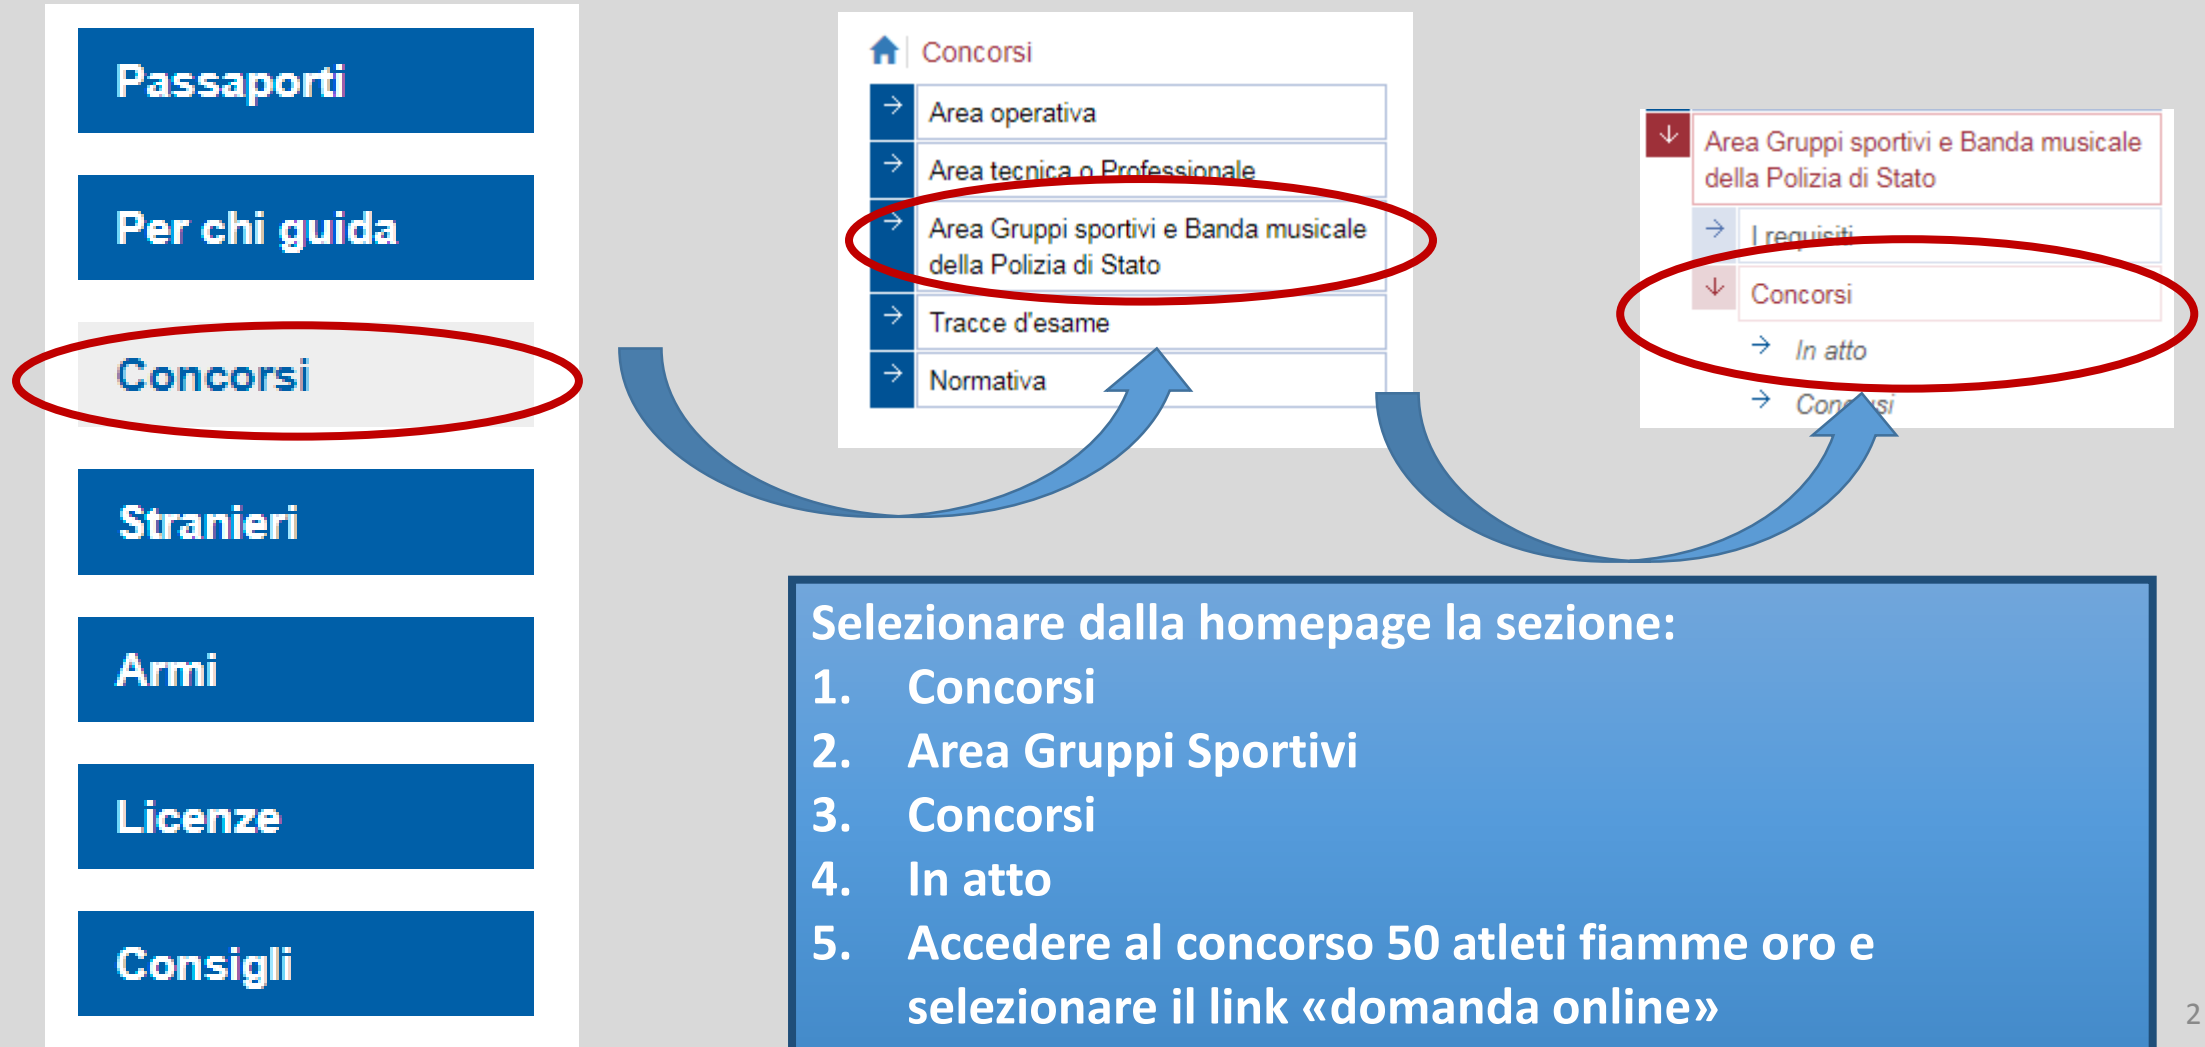 Passaporti
Per chi guida
Concorsi
Stranieri
Armi
Licenze
Consigli
Concorsi
Area operativa
Area tecnica o Professionale
Area Gruppi sportivi e Banda musicale
della Polizia di Stato
Tracce d'esame
Normativa
Area Gruppi sportivi e Banda musicale
della Polizia di Stato
I requisiti
Concorsi
In atto
Conclusi
Selezionare dalla homepage la sezione:
1. Concorsi
2. Area Gruppi Sportivi
3. Concorsi
4. In atto
5. Accedere al concorso 50 atleti fiamme oro e
selezionare il link «domanda online»
2